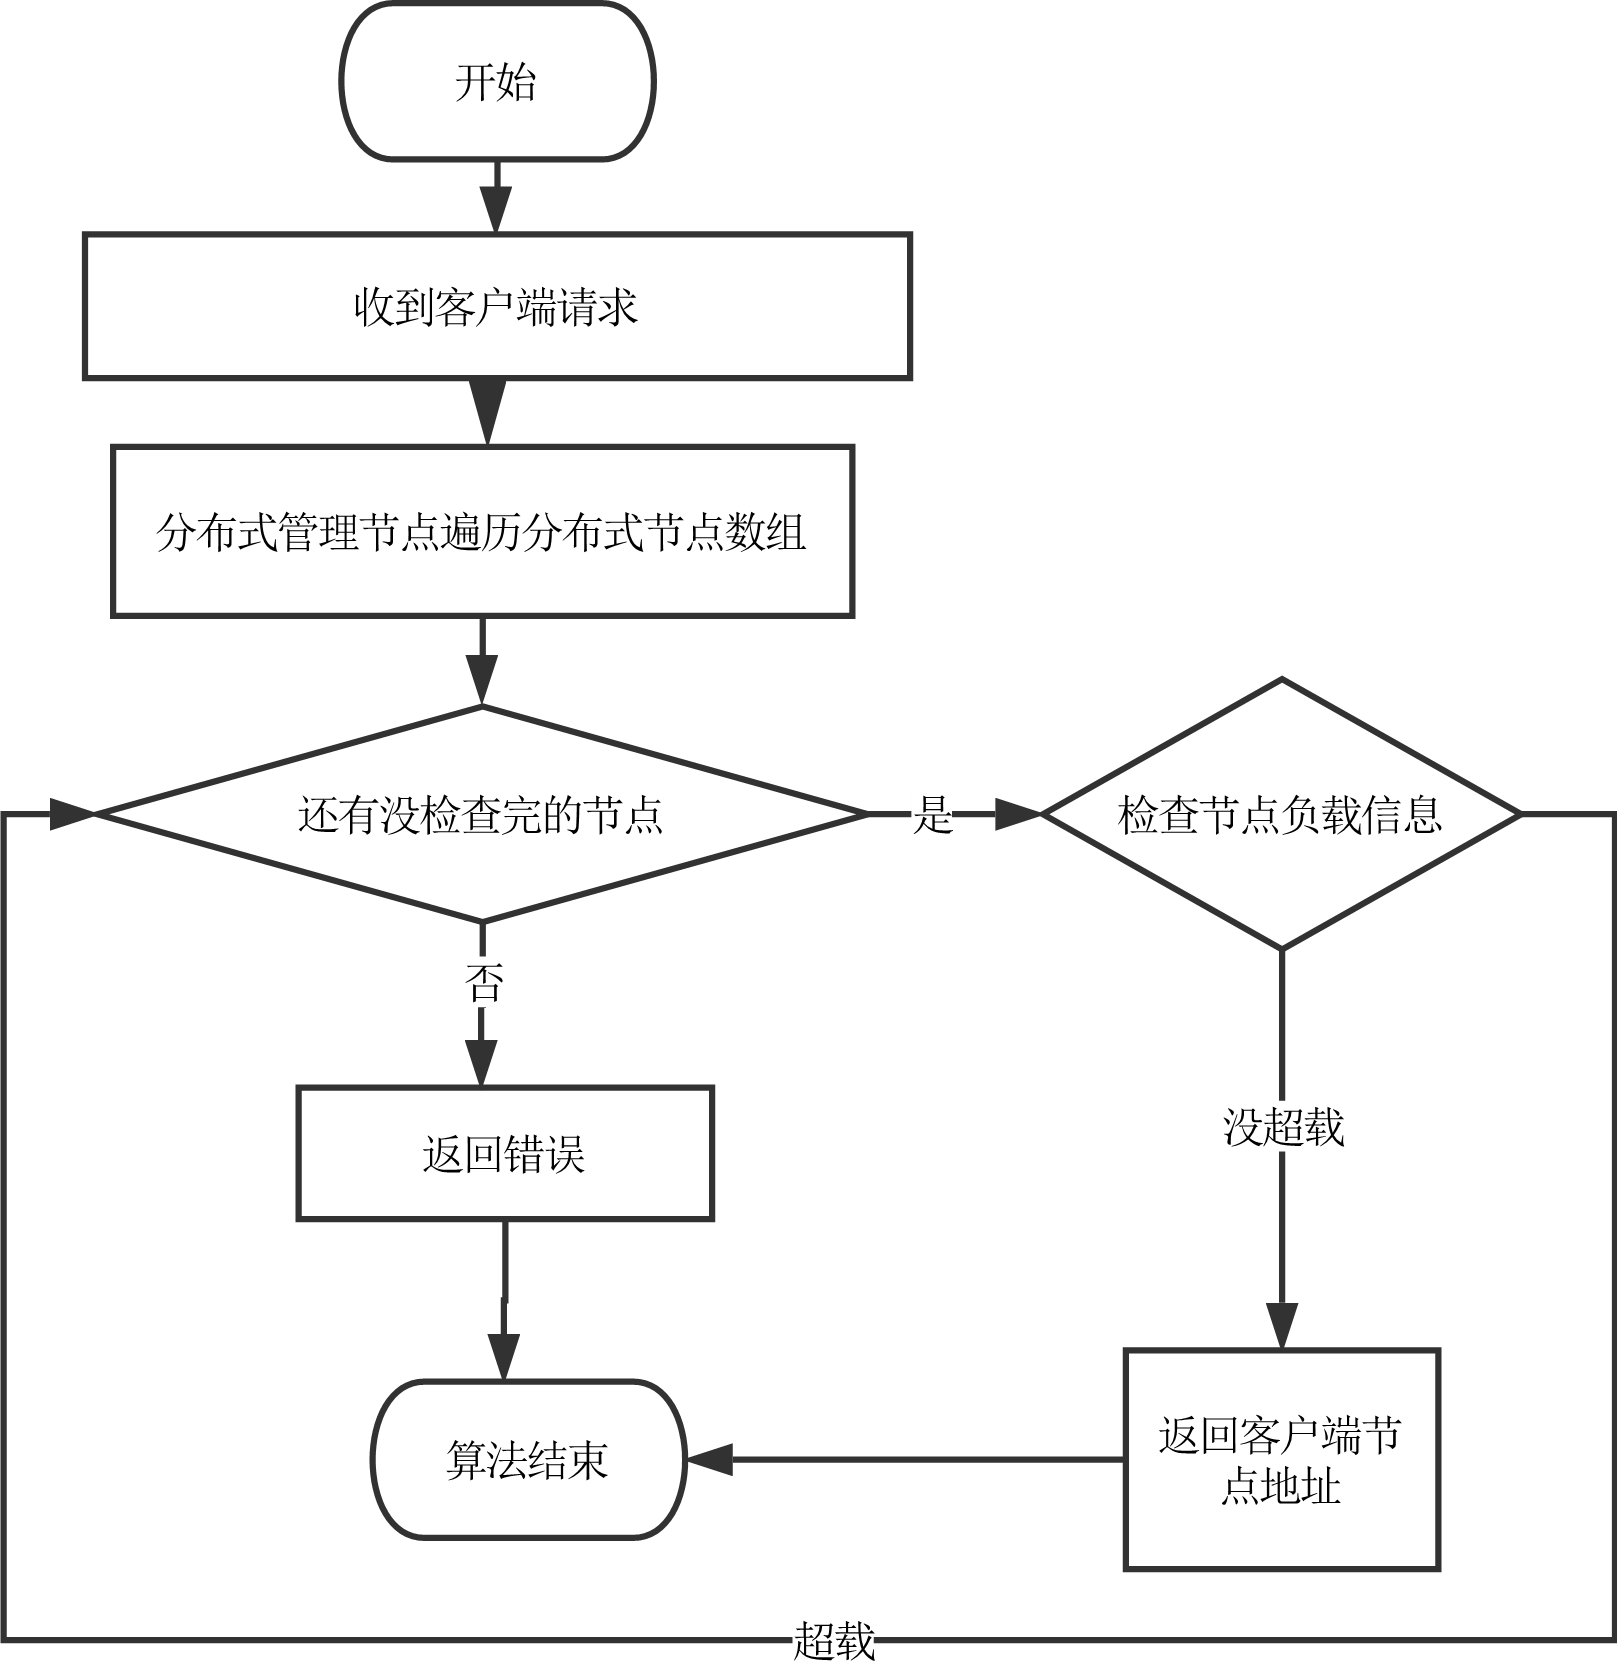 开始
收到客户端请求
分布式管理节点遍历分布式节点数组
还有没检查完的节点
是
检查节点负载信息
否
没超载
返回错误
返回客户端节
点地址
算法结束
超载